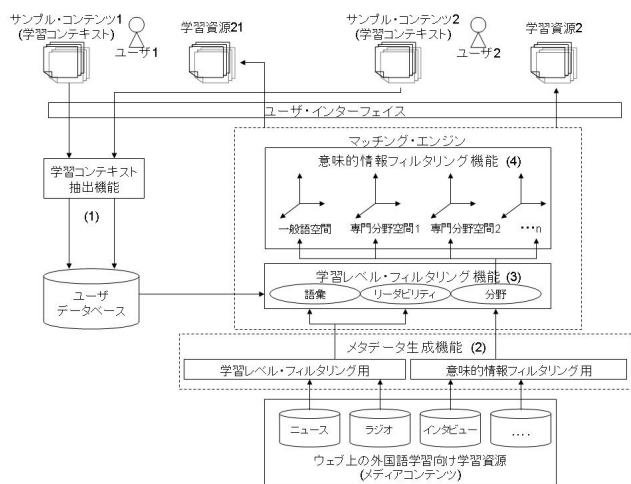 サンプル・コンテンツ1
(学習コンテキスト)
ユーザ1
学習資源21
サンプル・コンテンツ2
(学習コンテキスト)
ユーザ2
学習資源2
ユーザ・インターフェイス
マッチング・エンジン
意味的情報フィルタリング機能 (4)
一般語空間
専門分野空間1
専門分野空間2
…n
学習コンテキスト
抽出機能
(1)
学習レベル・フィルタリング機能 (3)
語彙
リーダビリティ
分野
ユーザ
データベース
メタデータ生成機能 (2)
学習レベル・フィルタリング用
意味的情報フィルタリング用
ニュース
ラジオ
インタビュー
....
ウェブ上の外国語学習向け学習資源
(メディアコンテンツ)